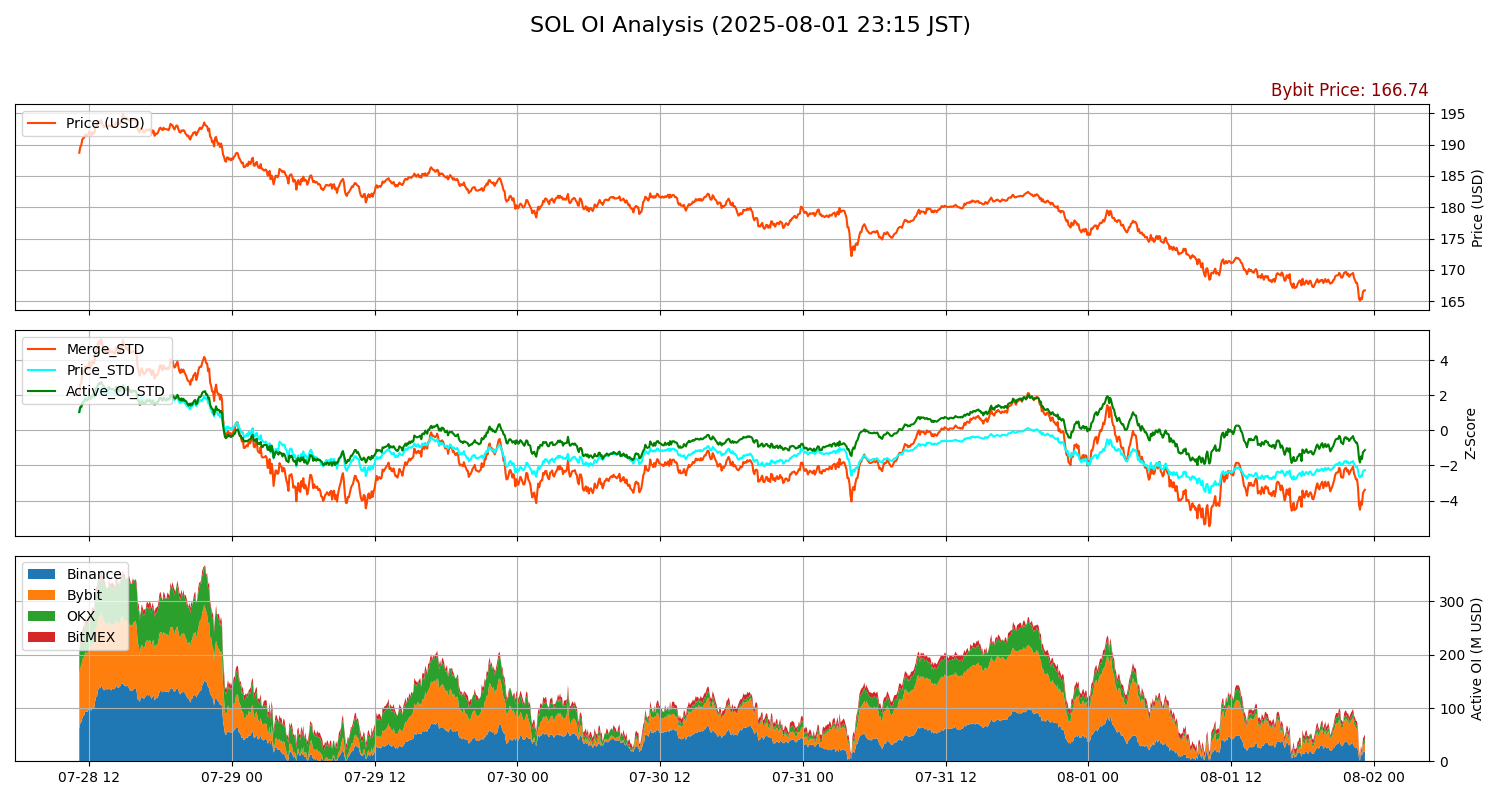 SOL OI Analysis (2025-08-01 23:15 JST)
Bybit Price: 166.74
Price (USD)
195
190
185
180
175
170
165
Price (USD)
Merge_STD
Price_STD
Active_OI_STD
4
2
0
−2
−4
Z-Score
Binance
Bybit
OKX
BitMEX
300
200
100
0
Active OI (M USD)
07-28 12
07-29 00
07-29 12
07-30 00
07-30 12
07-31 00
07-31 12
08-01 00
08-01 12
08-02 00